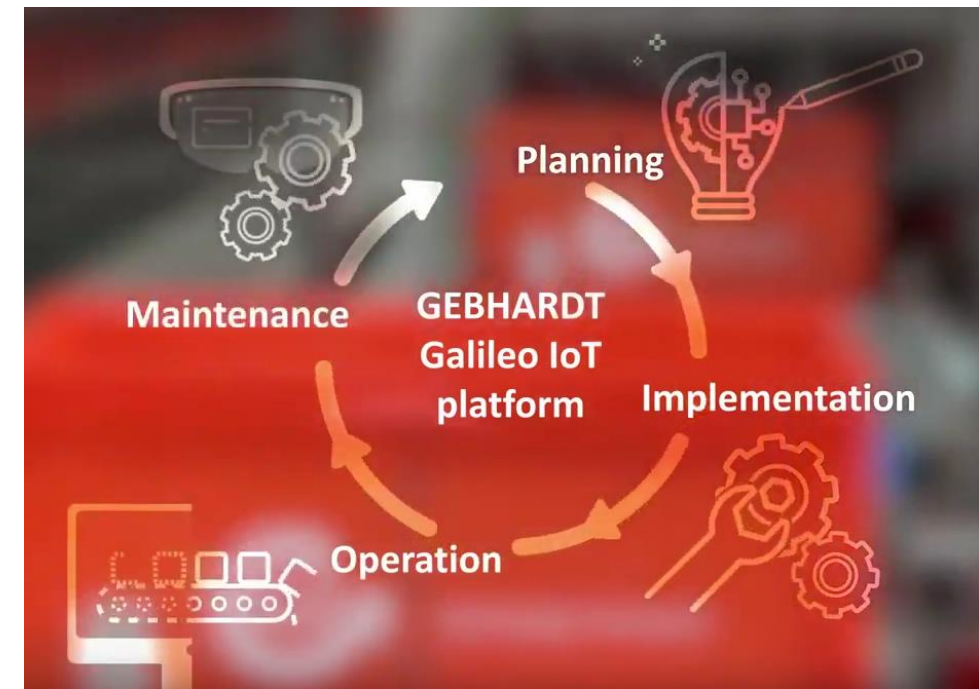 Planning
Maintenance
GEBHARDT
Galileo IoT
platform
Implementation
Operation